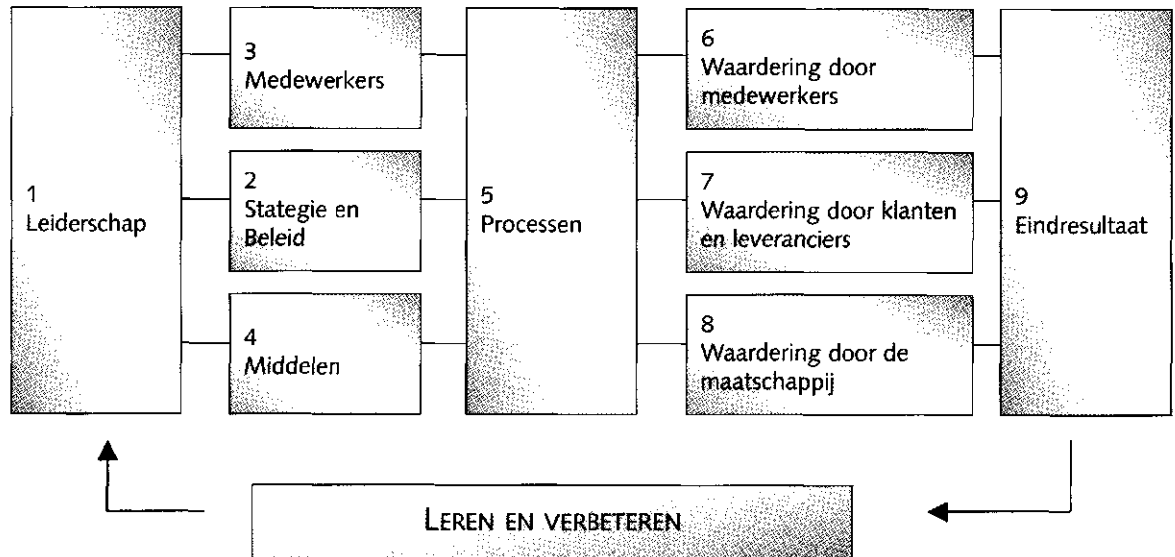 1
Leiderschap
3
Medewerkers
2
Stategie en
Beleid
4
Middelen
5
Processen
6
Waardering door
medewerkers
7
Waardering door klanten
en leveranciers
8
Waardering door de
maatschappij
9
Eindresultaat
LEREN EN VERBETEREN